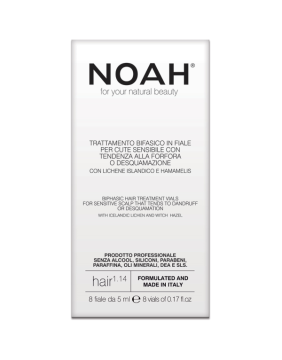 NOAH®
for your natural beauty
TRATTAMENTO BIFASICO IN FIALE
PER CUTE SENSIBILE CON
TENDENZA ALLA FORFORA
O DESQUAMAZIONE
CON LICHENE ISLANDICO E HAMAMELIS
BIPHASIC HAIR TREATMENT VIALS
FOR SENSITIVE SCALP THAT TENDS TO DANDRUFF
OR DESQUAMATION
WITH ICELANDIC LICHEN AND WITCH HAZEL
PRODOTTO PROFESSIONALE
SENZA ALCOOL, SILICONI, PARABENI,
PARAFFINA, OLI MINERALI, DEA E SLS.
hair 1.14
FORMULATED AND
MADE IN ITALY
8 fiale da 5 ml ℮ 8 vials of 0.17 fl.oz